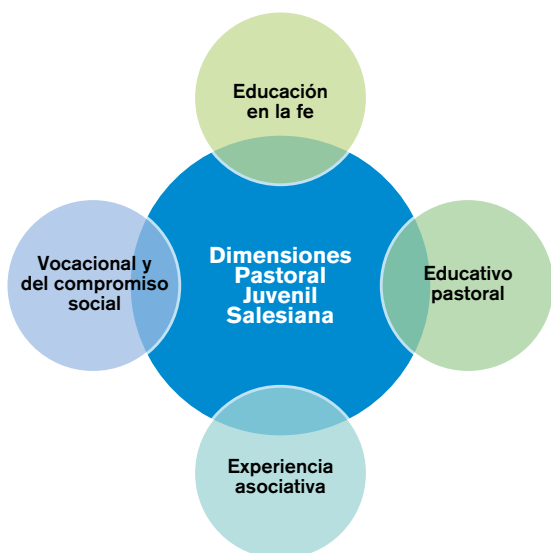 Educación
en la fe
Vocacional y
del compromiso
social
Dimensiones
Pastoral
Juvenil
Salesiana
Educativo
pastoral
Experiencia
asociativa